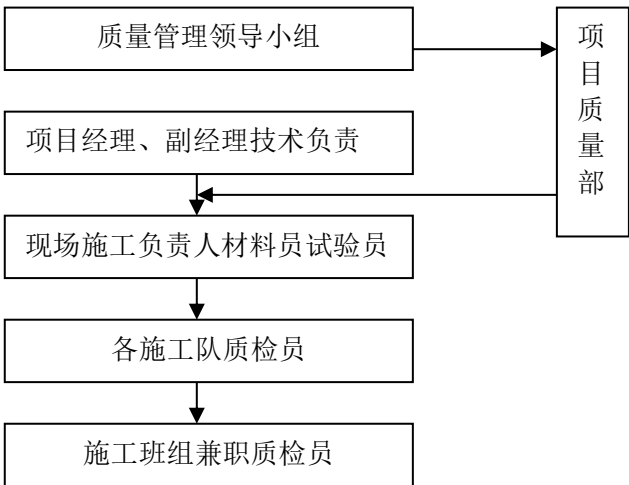 质量管理领导小组
项目质量部
项目经理、副经理技术负责
现场施工负责人材料员试验员
各施工队质检员
施工班组兼职质检员